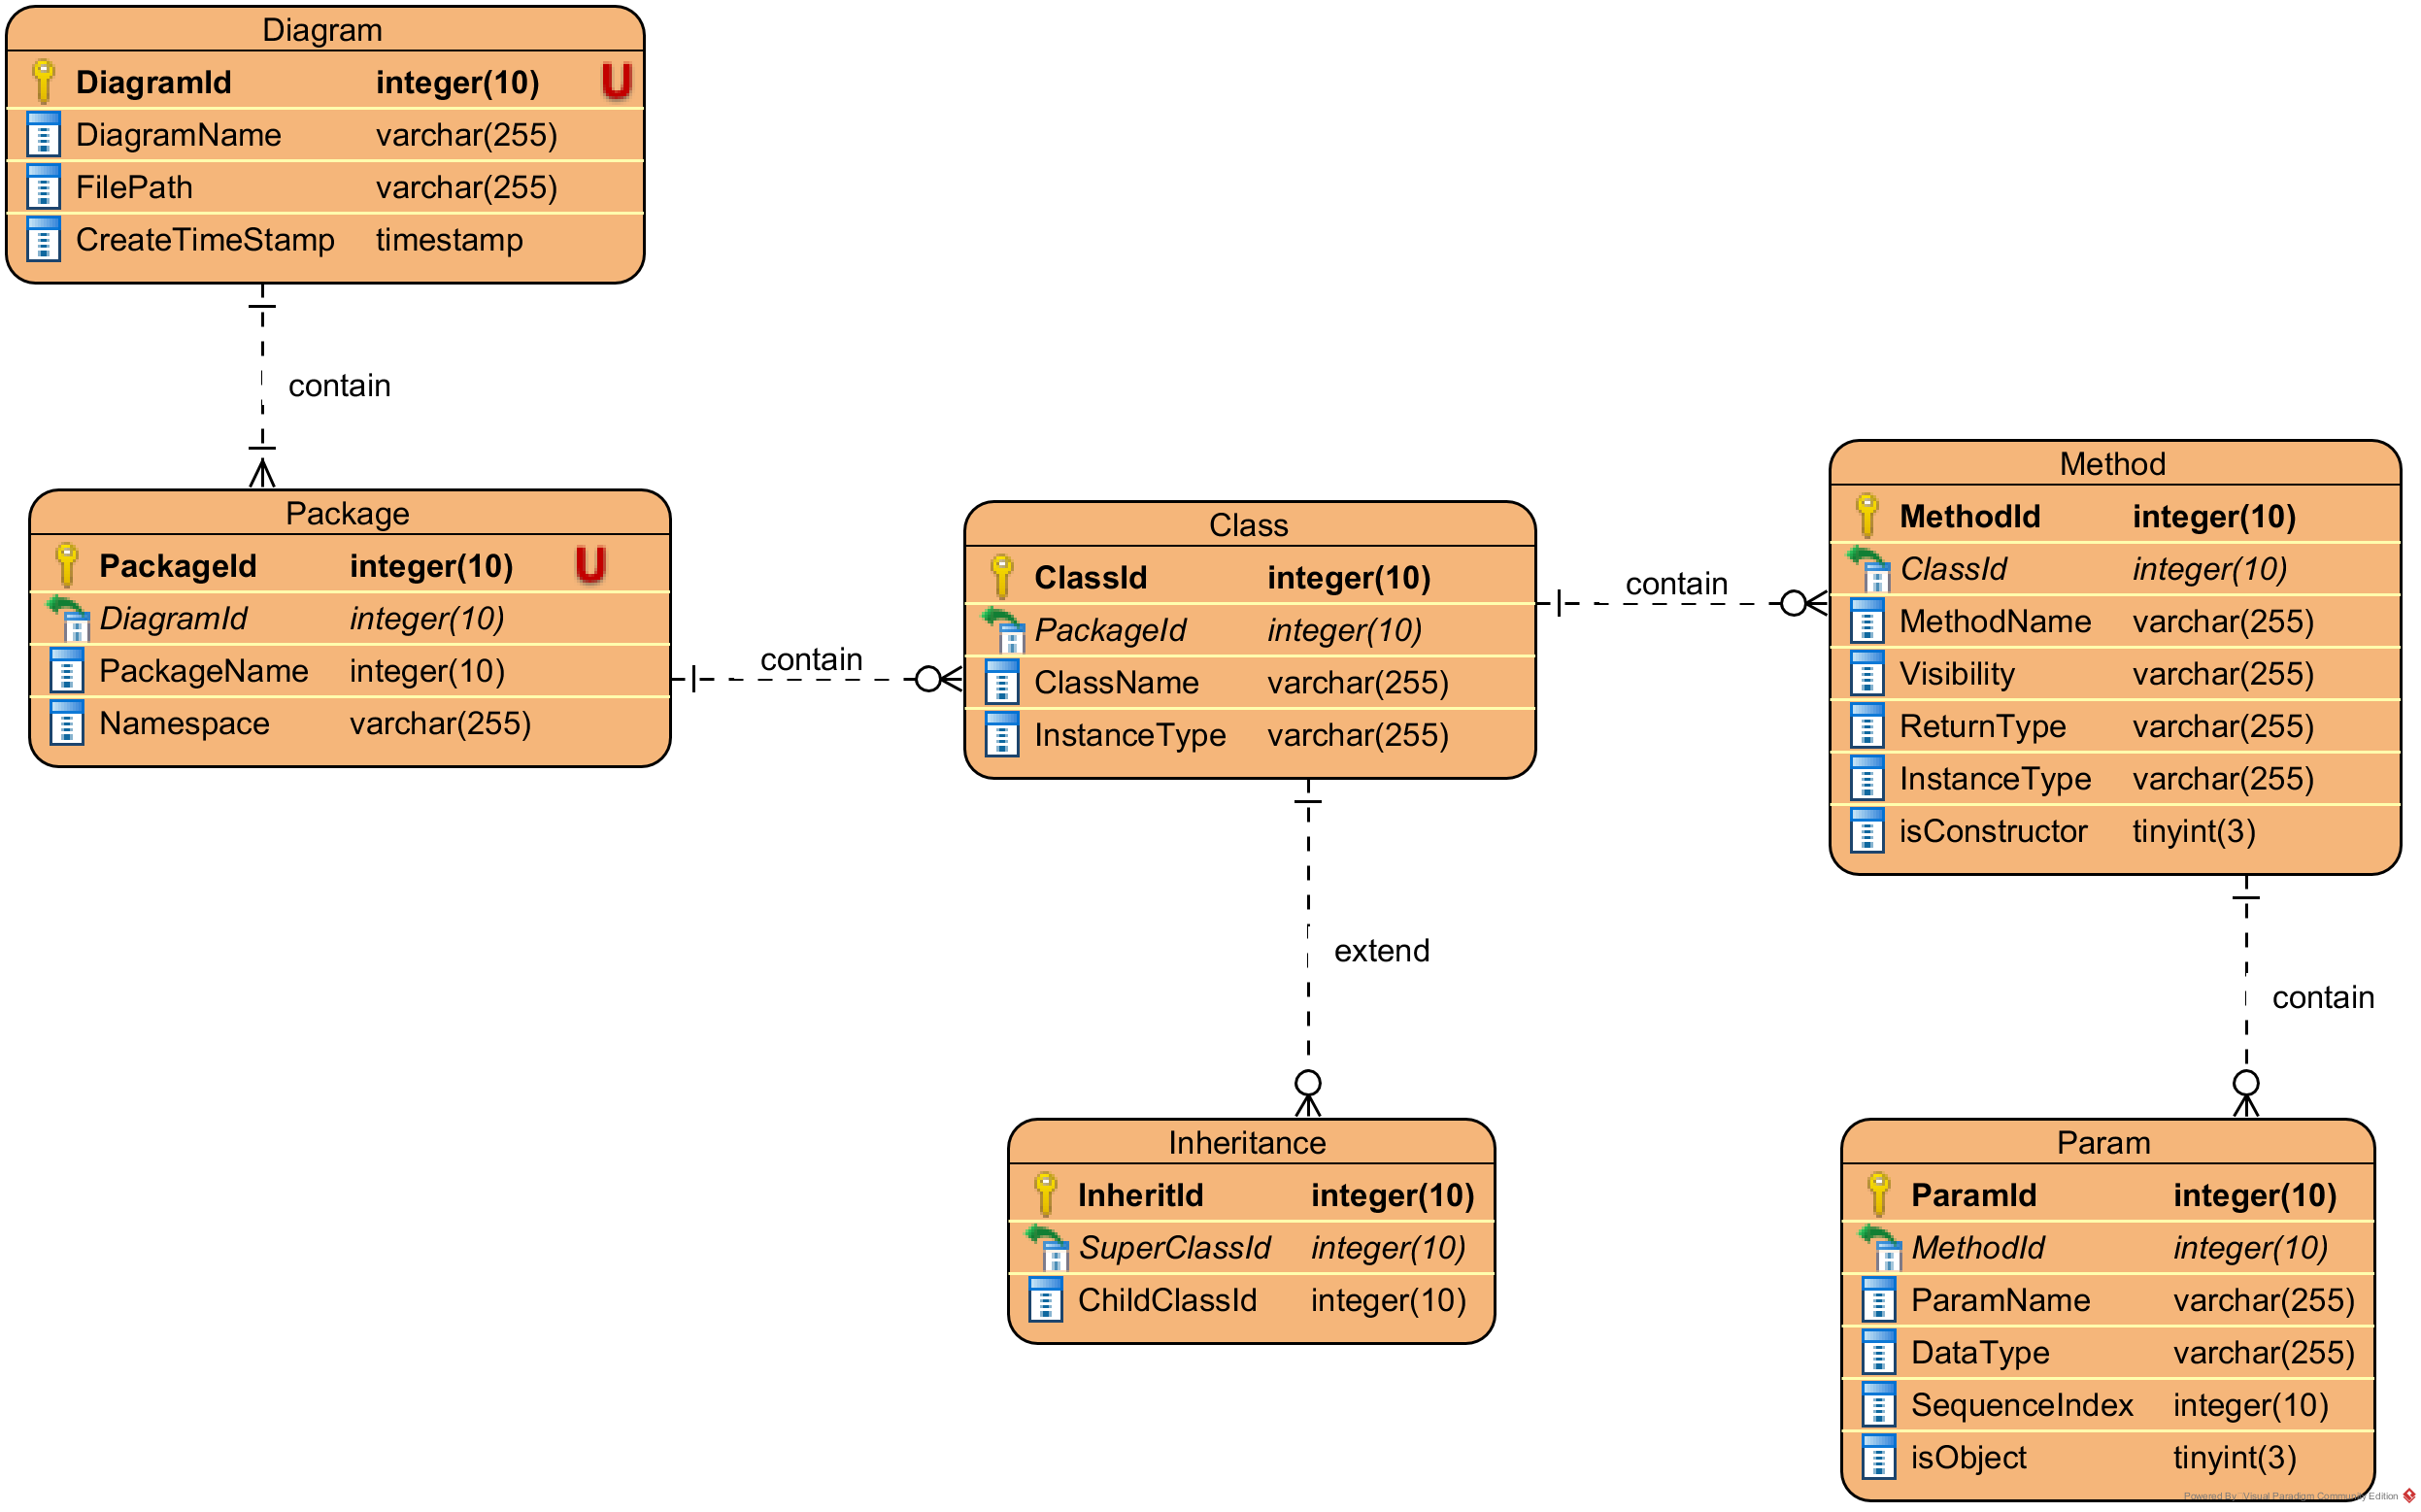 Diagram
DiagramId integer(10) U
DiagramName varchar(255)
FilePath varchar(255)
CreateTimeStamp timestamp
contain
Package
PackageId integer(10) U
DiagramId integer(10)
PackageName integer(10)
Namespace varchar(255)
contain
Class
ClassId integer(10)
PackageId integer(10)
ClassName varchar(255)
InstanceType varchar(255)
contain
Method
MethodId integer(10)
ClassId integer(10)
MethodName varchar(255)
Visibility varchar(255)
ReturnType varchar(255)
InstanceType varchar(255)
isConstructor tinyint(3)
extend
contain
Inheritance
InheritId integer(10)
SuperClassId integer(10)
ChildClassId integer(10)
Param
ParamId integer(10)
MethodId integer(10)
ParamName varchar(255)
DataType varchar(255)
SequenceIndex integer(10)
isObject tinyint(3)
Powered By Visual Paradigm Community Edition